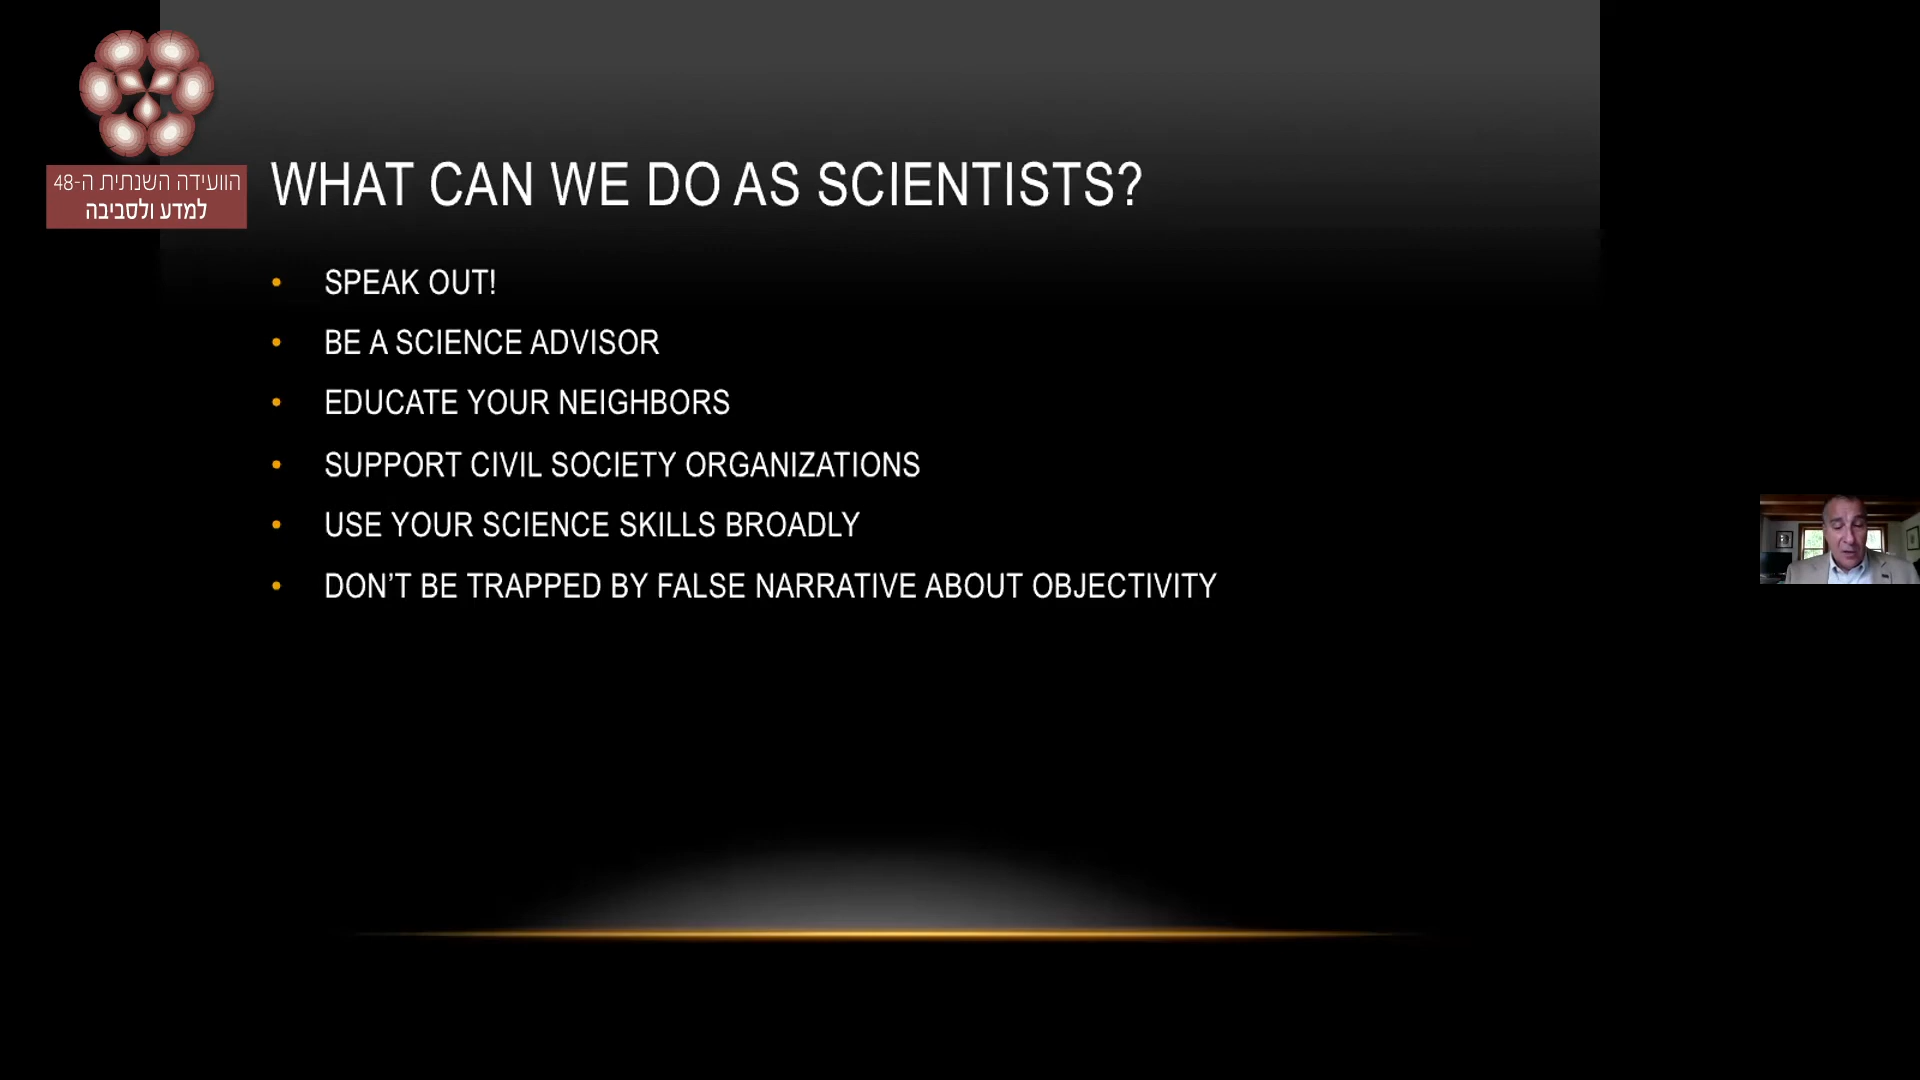 הוועידה השנתית ה-48
למדע ולסביבה
WHAT CAN WE DO AS SCIENTISTS?
• SPEAK OUT!
• BE A SCIENCE ADVISOR
• EDUCATE YOUR NEIGHBORS
• SUPPORT CIVIL SOCIETY ORGANIZATIONS
• USE YOUR SCIENCE SKILLS BROADLY
• DON’T BE TRAPPED BY FALSE NARRATIVE ABOUT OBJECTIVITY